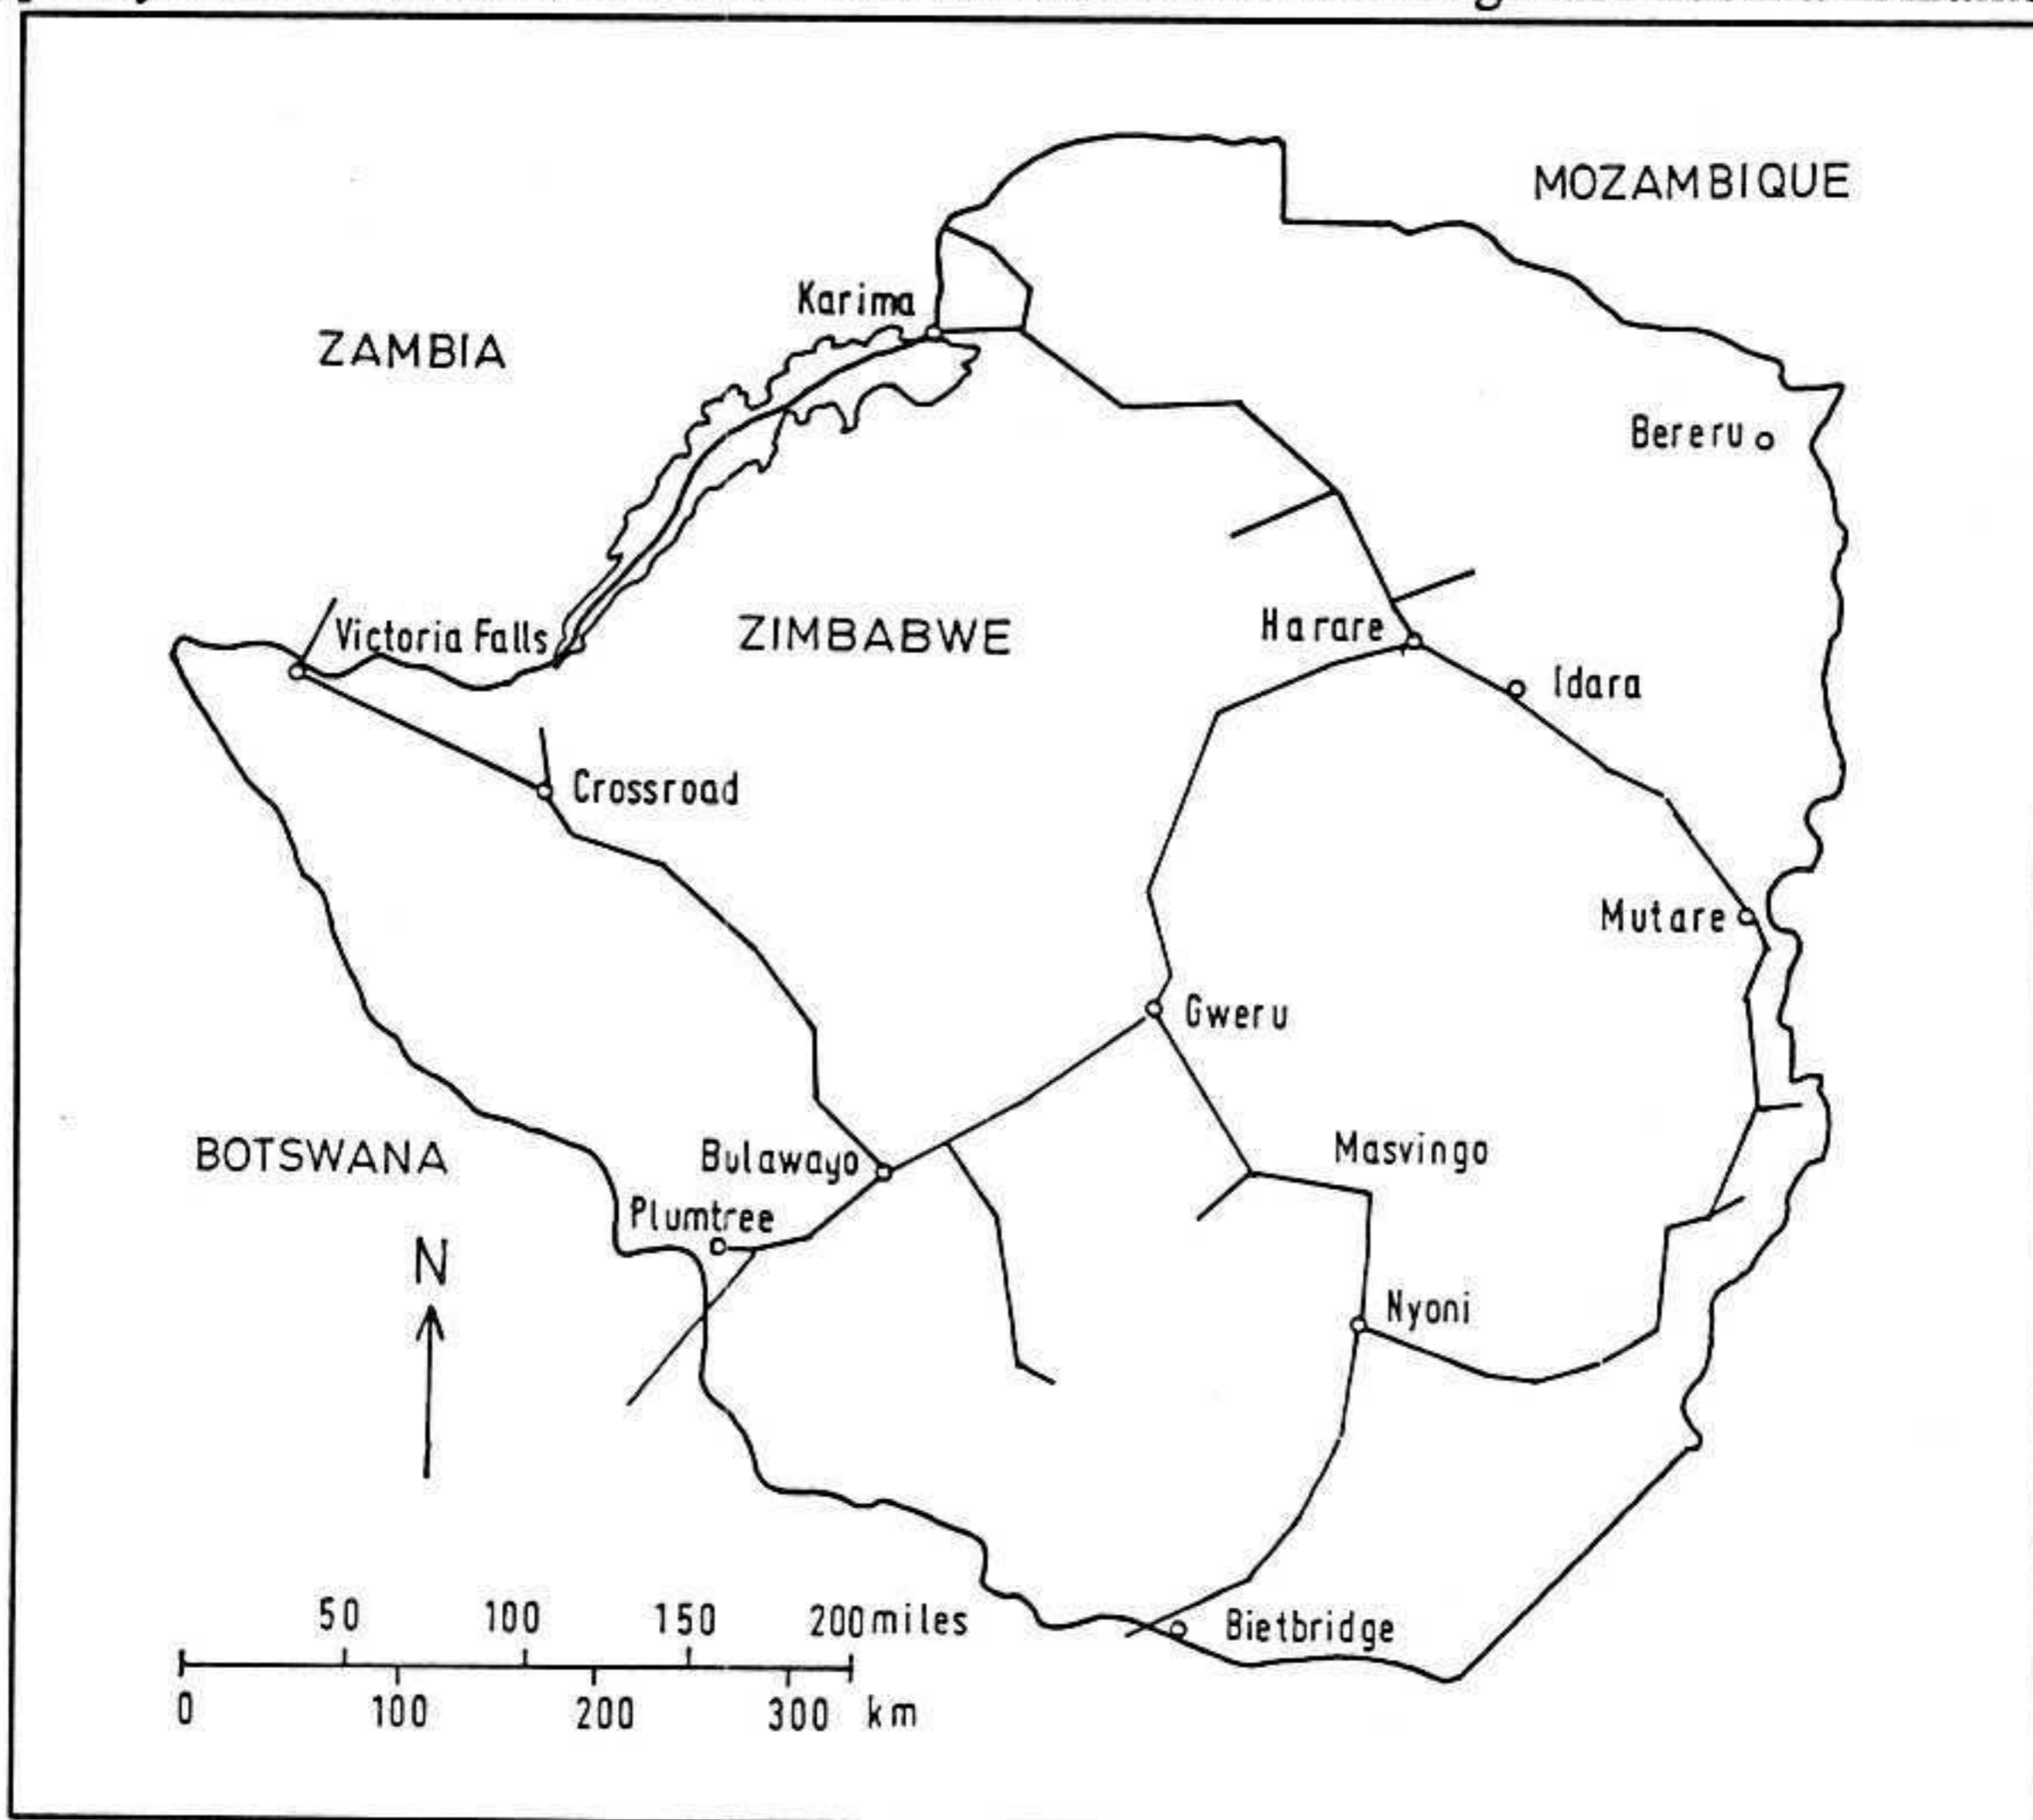 MOZAMBIQUE
Karima
ZAMBIA
Bereru
Victoria Falls
ZIMBABWE
Harare
Idara
Crossroad
Mutare
Gweru
BOTSWANA
Bulawayo
Masvingo
Plumtree
N
Nyoni
Bietbridge
50 100 150 200 miles
0 100 200 300 km